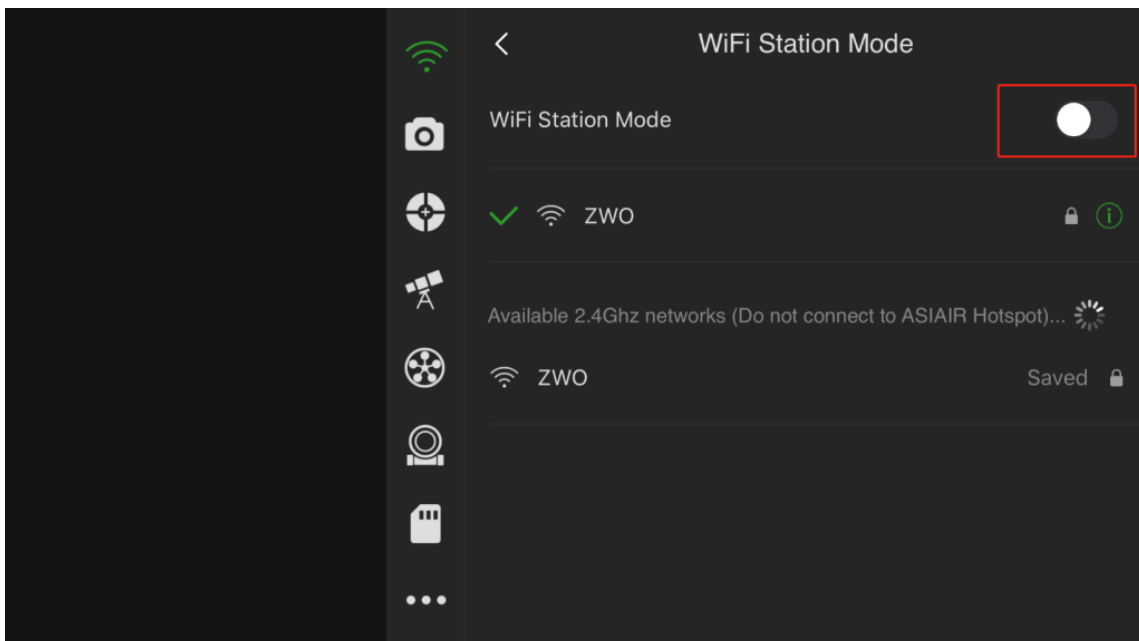 WiFi Station Mode
WiFi Station Mode
ZWO
Available 2.4Ghz networks (Do not connect to ASIAIR Hotspot)...
ZWO Saved